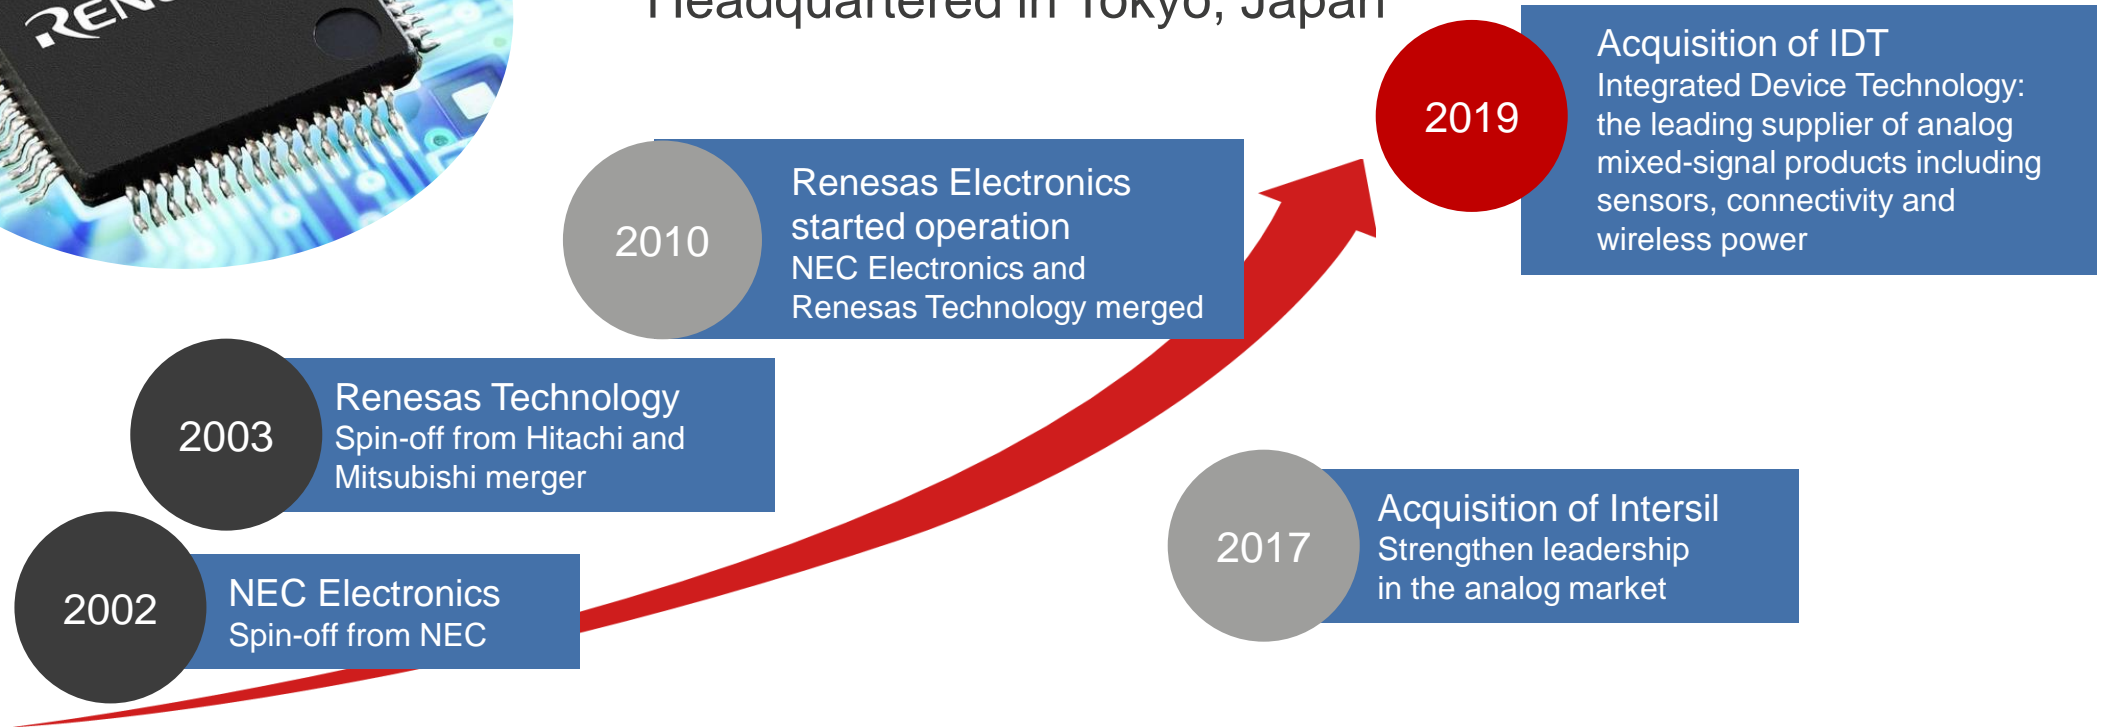 Headquartered in Tokyo, Japan
2019
Acquisition of IDT
Integrated Device Technology:
the leading supplier of analog
mixed-signal products including
sensors, connectivity and
wireless power
2010
Renesas Electronics
started operation
NEC Electronics and
Renesas Technology merged
2003
Renesas Technology
Spin-off from Hitachi and
Mitsubishi merger
2017
Acquisition of Intersil
Strengthen leadership
in the analog market
2002
NEC Electronics
Spin-off from NEC